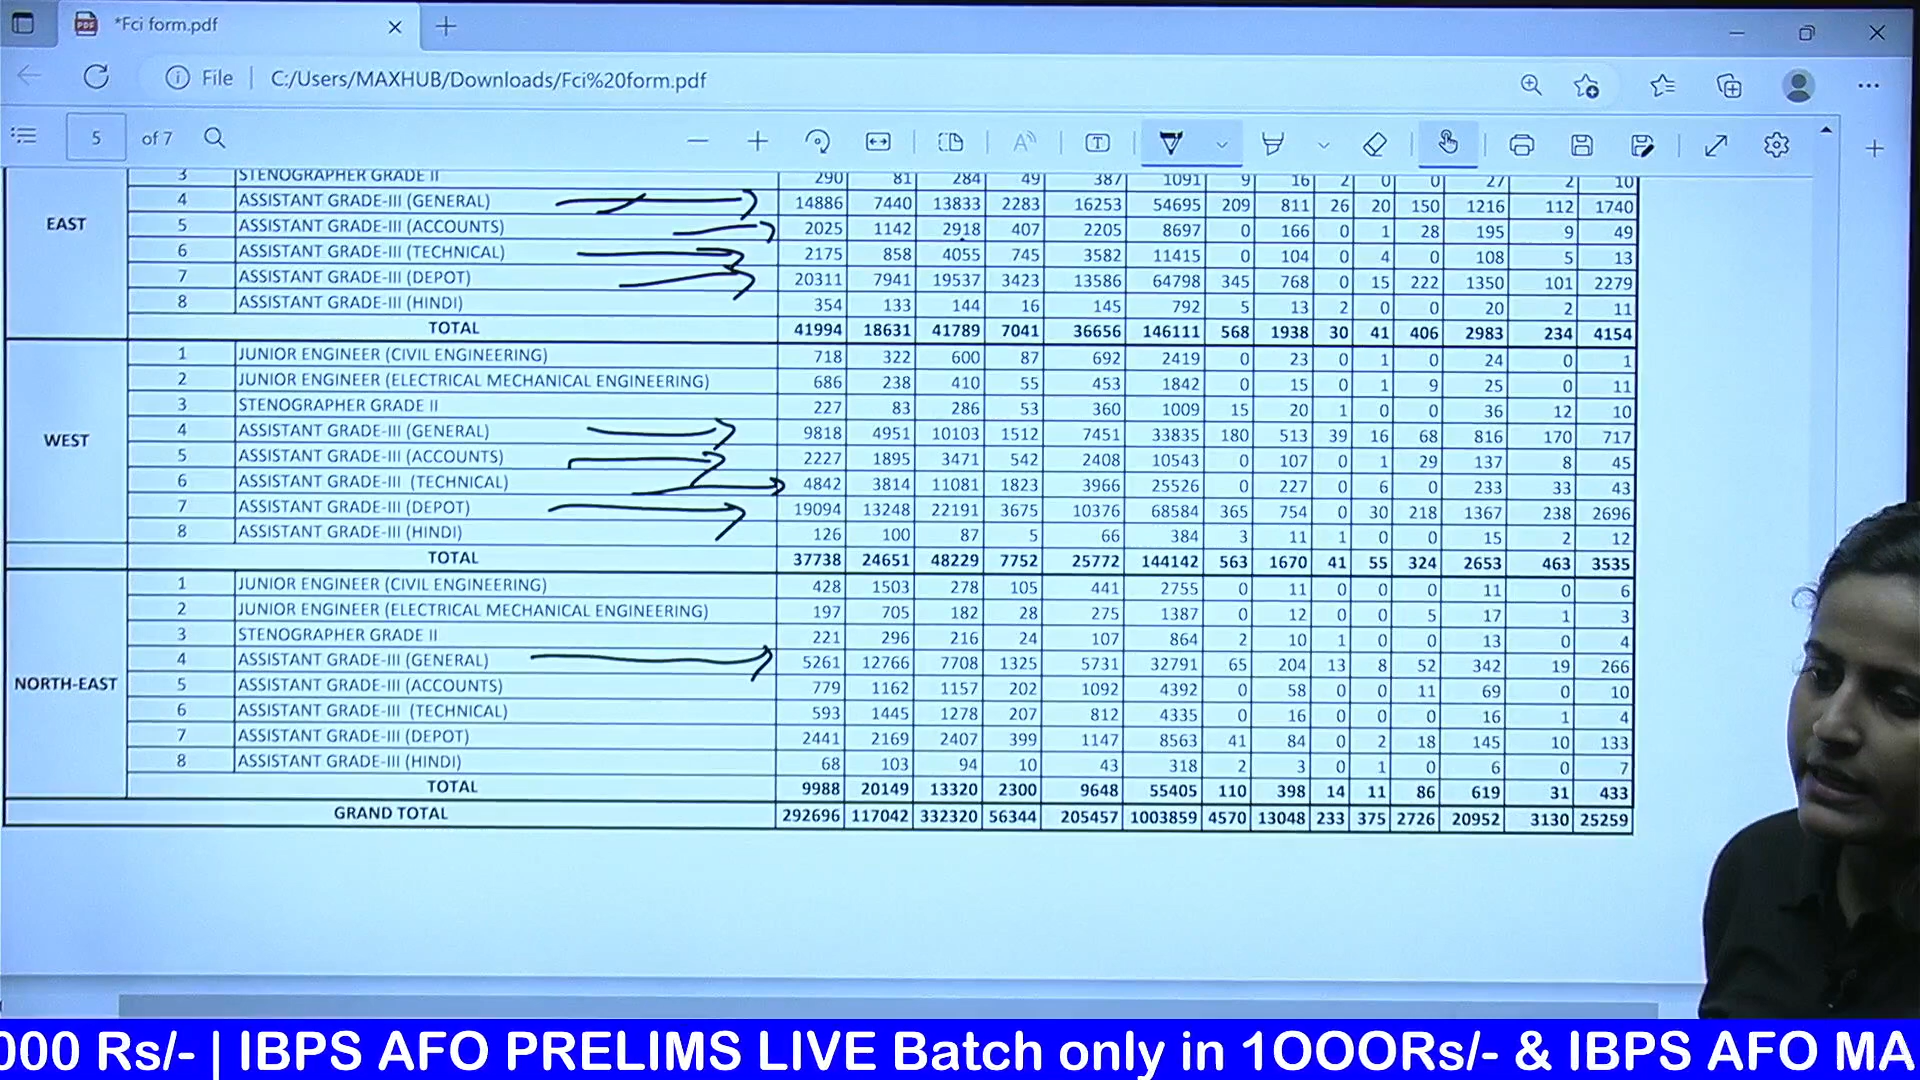 *Fci form.pdf
File | C:/Users/MAXHUB/Downloads/Fci%20form.pdf
5 of 7
3 STENOGRAPHER GRADE II 290 81 284 49 387 1091 9 16 2 0 0 27 2 10
EAST
4 ASSISTANT GRADE-III (GENERAL) 14886 7440 13833 2283 16253 54695 209 811 26 20 150 1216 112 1740
5 ASSISTANT GRADE-III (ACCOUNTS) 2025 1142 2918 407 2205 8697 0 166 0 1 28 195 9 49
6 ASSISTANT GRADE-III (TECHNICAL) 2175 858 4055 745 3582 11415 0 104 0 4 0 108 5 13
7 ASSISTANT GRADE-III (DEPOT) 20311 7941 19537 3423 13586 64798 345 768 0 15 222 1350 101 2279
8 ASSISTANT GRADE-III (HINDI) 354 133 144 16 145 792 5 13 2 0 0 20 2 11
TOTAL 41994 18631 41789 7041 36656 146111 568 1938 30 41 406 2983 234 4154
WEST
1 JUNIOR ENGINEER (CIVIL ENGINEERING) 718 322 600 87 692 2419 0 23 0 1 0 24 0 1
2 JUNIOR ENGINEER (ELECTRICAL MECHANICAL ENGINEERING) 686 238 410 55 453 1842 0 15 0 1 9 25 0 11
3 STENOGRAPHER GRADE II 227 83 286 53 360 1009 15 20 1 0 0 36 12 10
4 ASSISTANT GRADE-III (GENERAL) 9818 4951 10103 1512 7451 33835 180 513 39 16 68 816 170 717
5 ASSISTANT GRADE-III (ACCOUNTS) 2227 1895 3471 542 2408 10543 0 107 0 1 29 137 8 45
6 ASSISTANT GRADE-III (TECHNICAL) 4842 3814 11081 1823 3966 25526 0 227 0 6 0 233 33 43
7 ASSISTANT GRADE-III (DEPOT) 19094 13248 22191 3675 10376 68584 365 754 0 30 218 1367 238 2696
8 ASSISTANT GRADE-III (HINDI) 126 100 87 5 66 384 3 11 1 0 0 15 2 12
TOTAL 37738 24651 48229 7752 25772 144142 563 1670 41 55 324 2653 463 3535
NORTH-EAST
1 JUNIOR ENGINEER (CIVIL ENGINEERING) 428 1503 278 105 441 2755 0 11 0 0 0 11 0 6
2 JUNIOR ENGINEER (ELECTRICAL MECHANICAL ENGINEERING) 197 705 182 28 275 1387 0 12 0 0 5 17 1 3
3 STENOGRAPHER GRADE II 221 296 216 24 107 864 2 10 1 0 0 13 0 4
4 ASSISTANT GRADE-III (GENERAL) 5261 12766 7708 1325 5731 32791 65 204 13 8 52 342 19 266
5 ASSISTANT GRADE-III (ACCOUNTS) 779 1162 1157 202 1092 4392 0 58 0 0 11 69 0 10
6 ASSISTANT GRADE-III (TECHNICAL) 593 1445 1278 207 812 4335 0 16 0 0 0 16 1 4
7 ASSISTANT GRADE-III (DEPOT) 2441 2169 2407 399 1147 8563 41 84 0 2 18 145 10 133
8 ASSISTANT GRADE-III (HINDI) 68 103 94 10 43 318 2 3 0 1 0 6 0 7
TOTAL 9988 20149 13320 2300 9648 55405 110 398 14 11 86 619 31 433
GRAND TOTAL 292696 117042 332320 56344 205457 1003859 4570 13048 233 375 2726 20952 3130 25259
000 Rs/- | IBPS AFO PRELIMS LIVE Batch only in 1OOORs/- & IBPS AFO MA